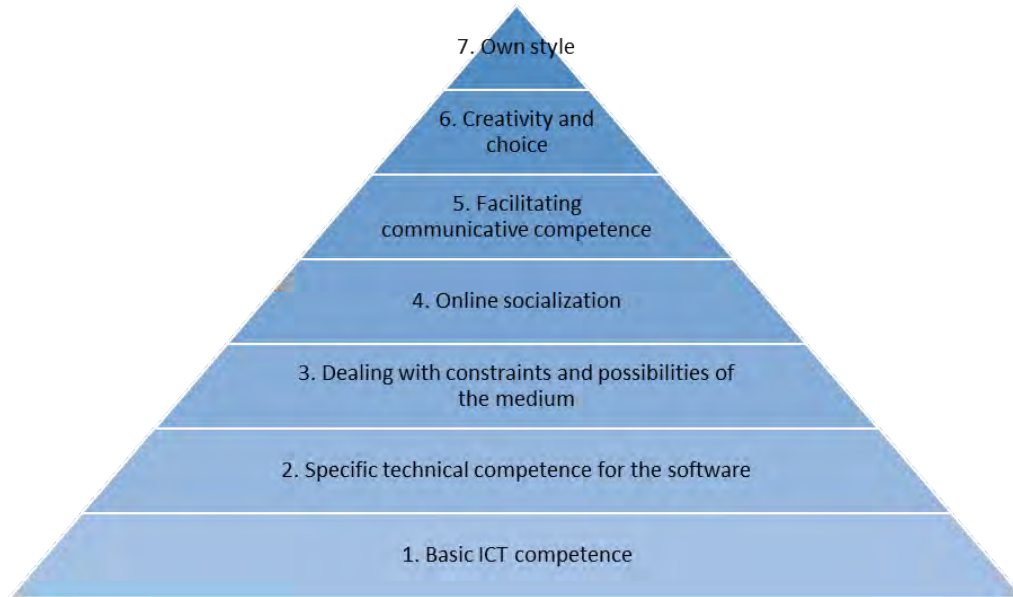 7. Own style
6. Creativity and
choice
5. Facilitating
communicative competence
4. Online socialization
3. Dealing with constraints and possibilities of
the medium
2. Specific technical competence for the software
1. Basic ICT competence